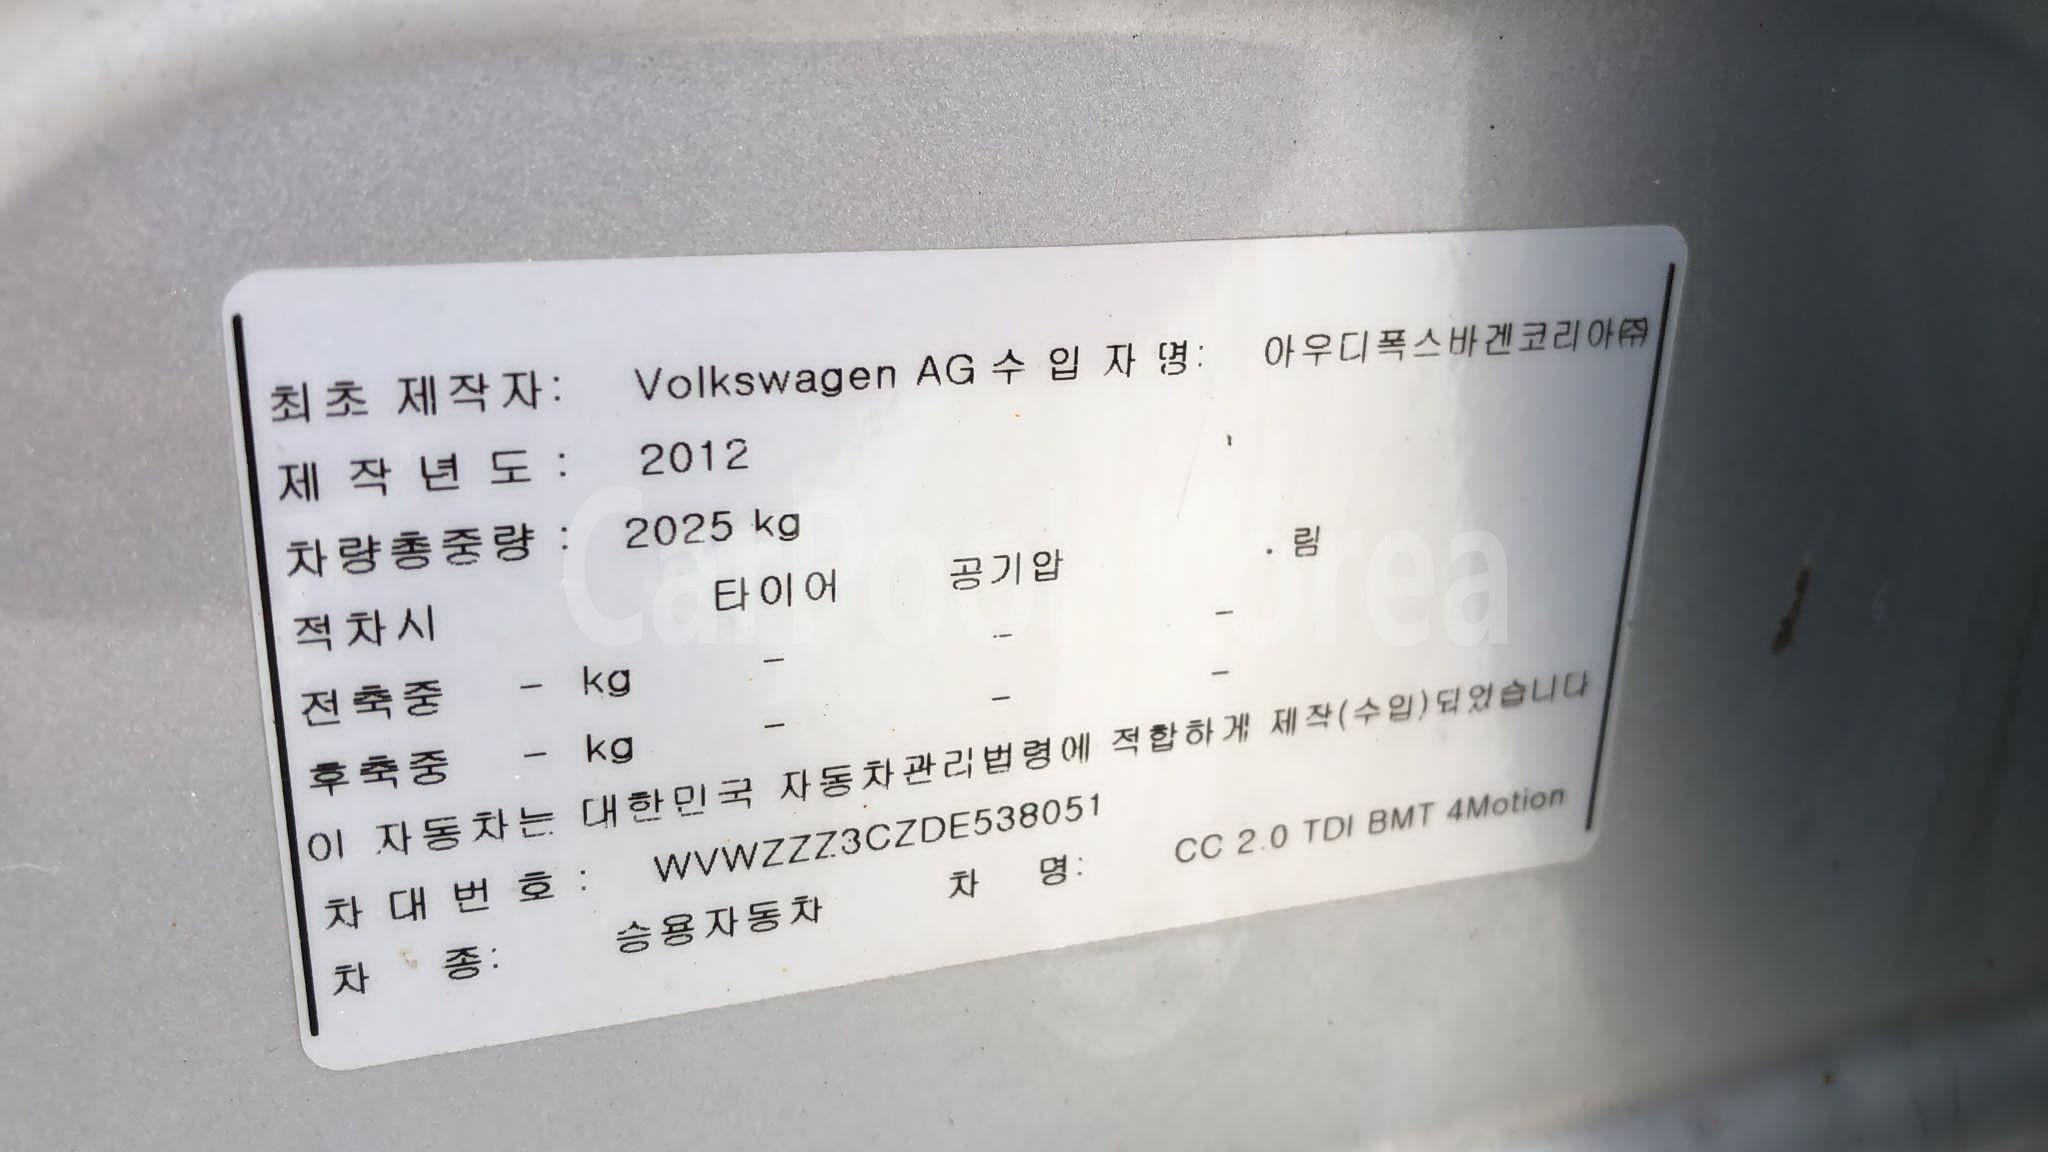 최초 제작자: Volkswagen AG 수 입 자 명: 아우디폭스바겐코리아㈜
제 작 년 도 : 2012
차량총중량 : 2025 kg
적차시 타이어 공기압 . 림
전축중 - kg - - -
후축중 - kg - - -
이 자동차는 대한민국 자동차관리법령에 적합하게 제작(수입)되었습니다
차 대 번 호 : WVWZZZ3CZDE538051
차 종: 승용자동차 차 명: CC 2.0 TDI BMT 4Motion
CarPool Korea